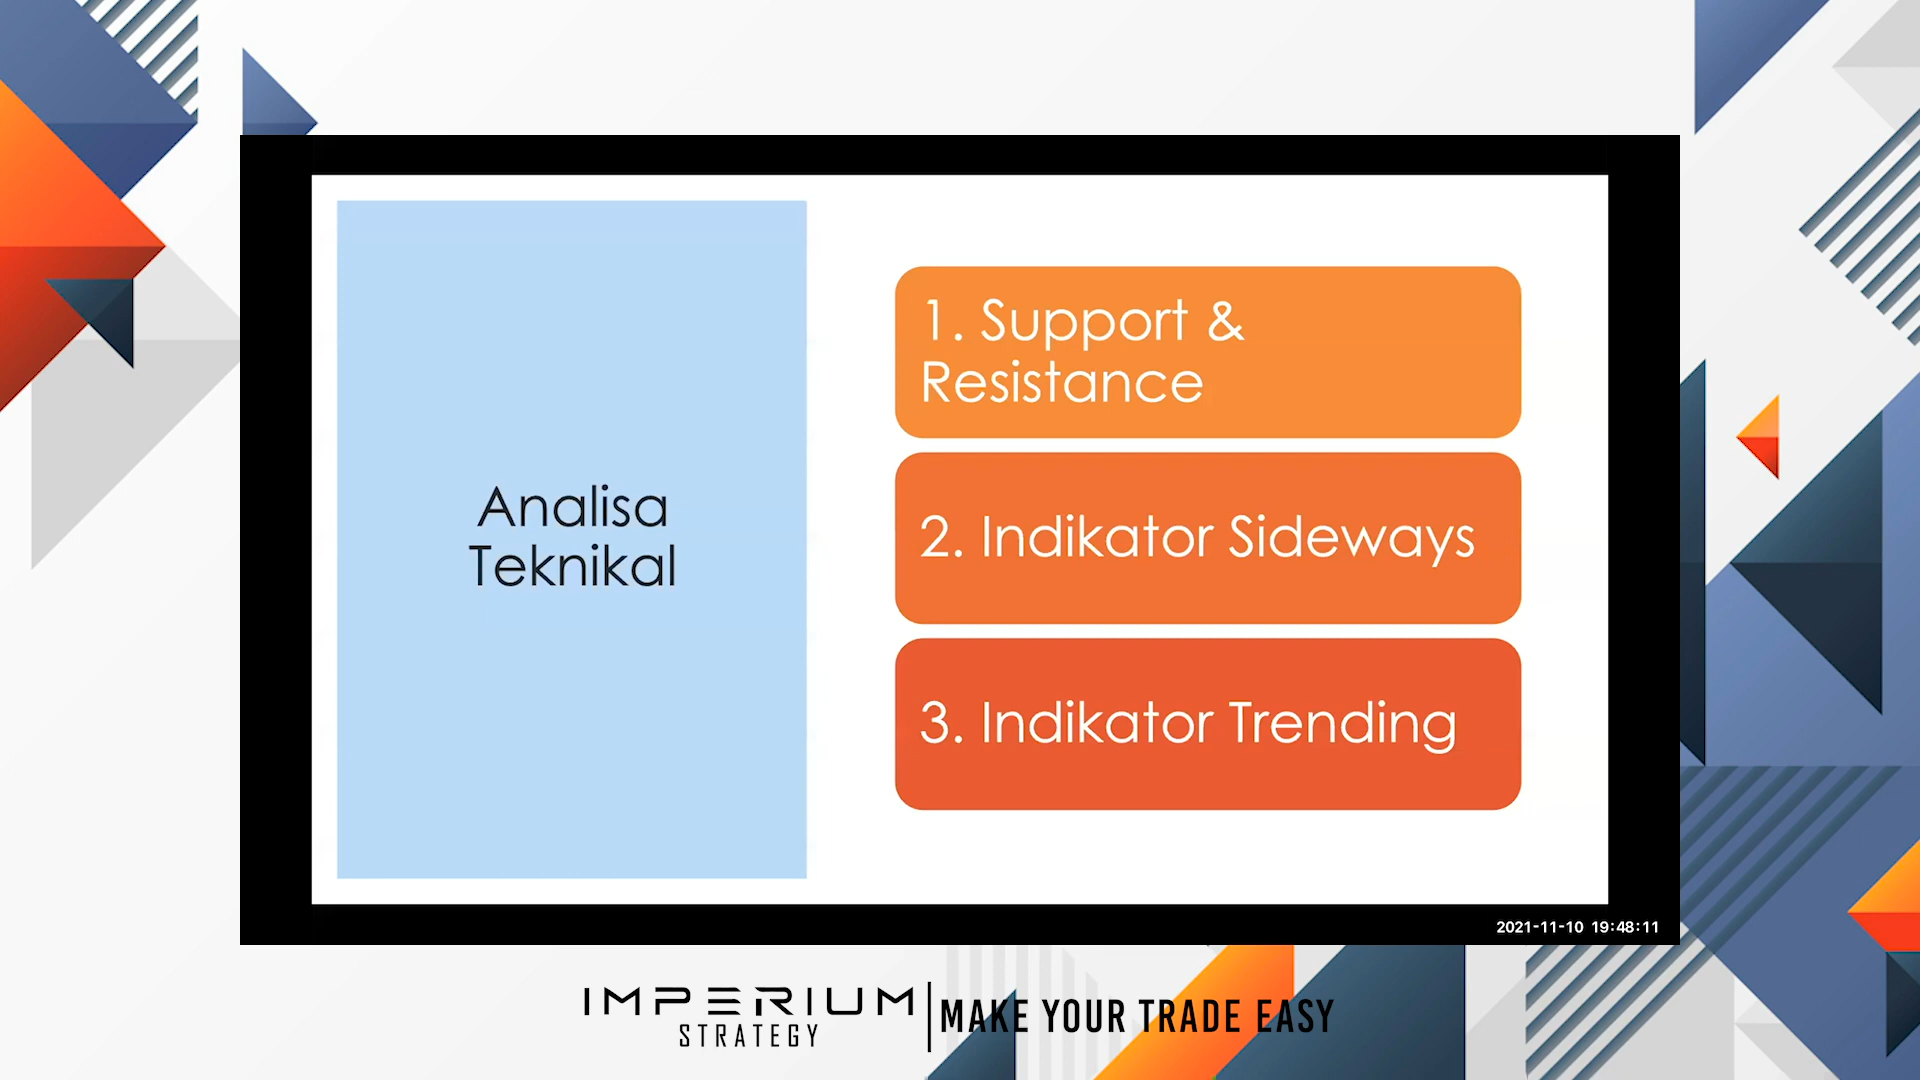 Analisa
Teknikal
1. Support &
Resistance
2. Indikator Sideways
3. Indikator Trending
2021-11-10 19:48:11
IMPERIUM
STRATEGY
MAKE YOUR TRADE EASY